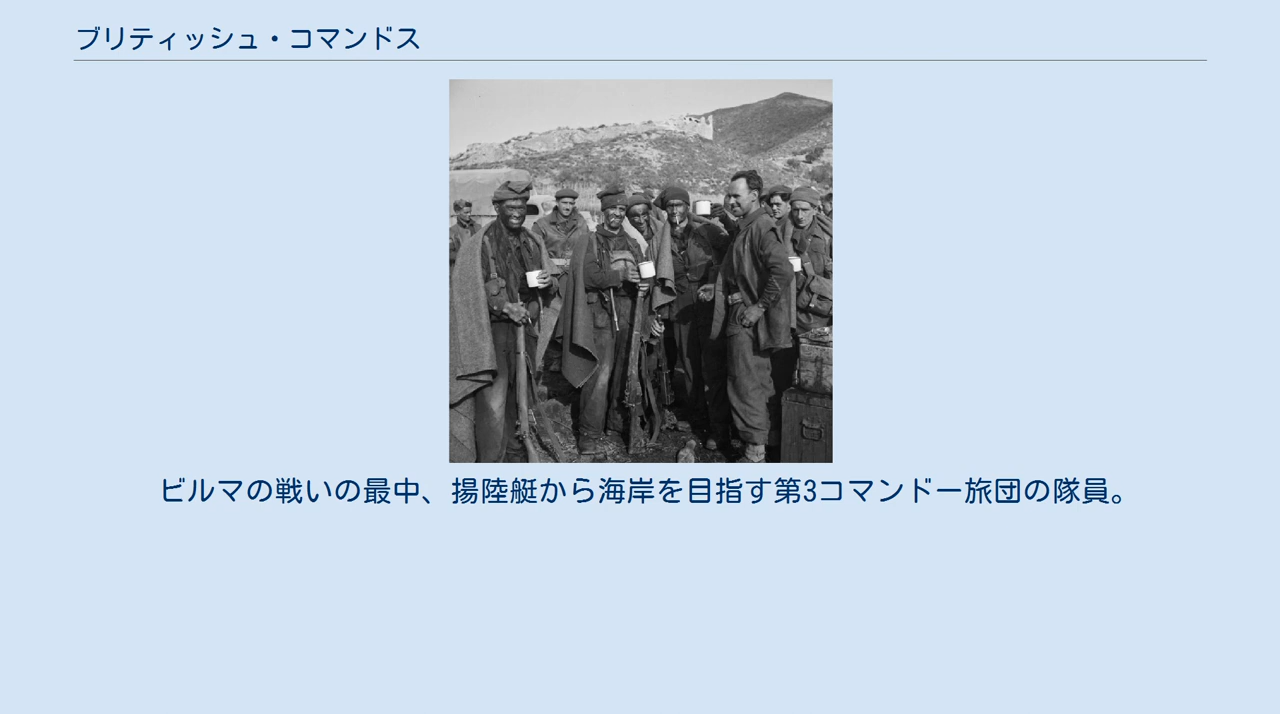 ブリティッシュ・コマンドス
ビルマの戦いの最中、揚陸艇から海岸を目指す第3コマンドー旅団の隊員。